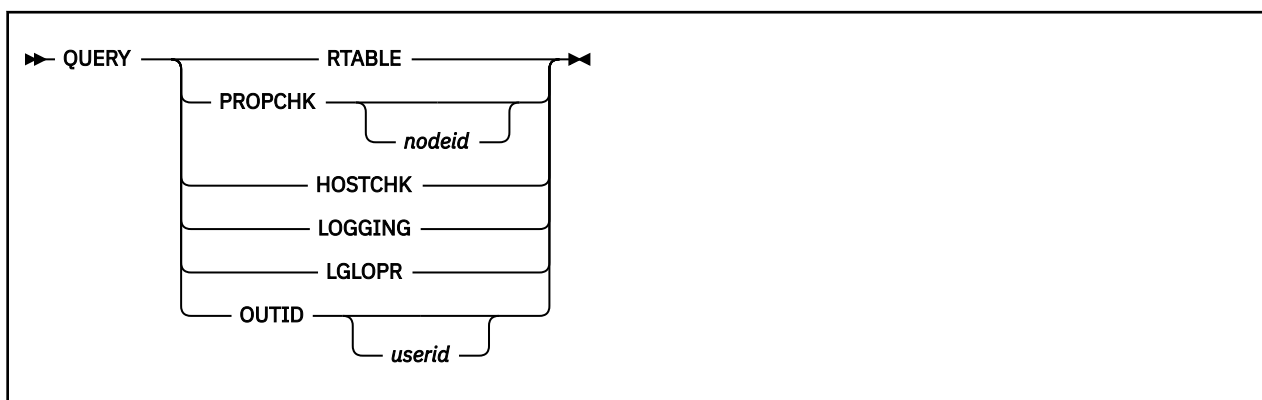 QUERY RTABLE
PROPCHK
nodeid
HOSTCHK
LOGGING
LGLOPR
OUTID
userid